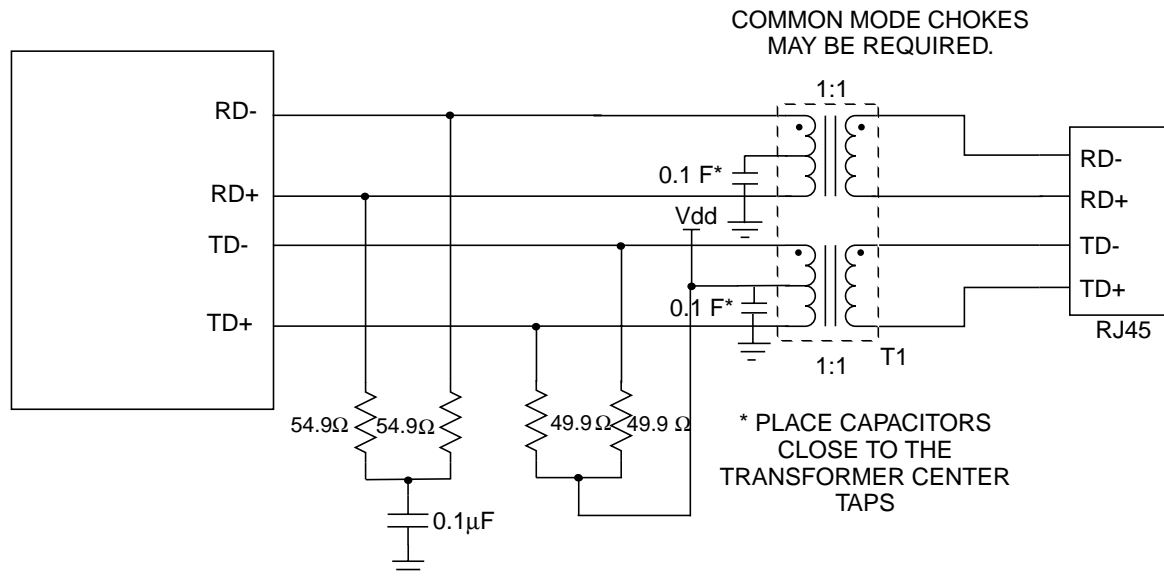 COMMON MODE CHOKES
MAY BE REQUIRED.
1:1
RD-
RD+
TD-
TD+
0.1 F*
Vdd
0.1 F*
RD-
RD+
TD-
TD+
RJ45
1:1
T1
54.9Ω
54.9Ω
49.9 Ω
49.9 Ω
0.1µF
* PLACE CAPACITORS
CLOSE TO THE
TRANSFORMER CENTER
TAPS